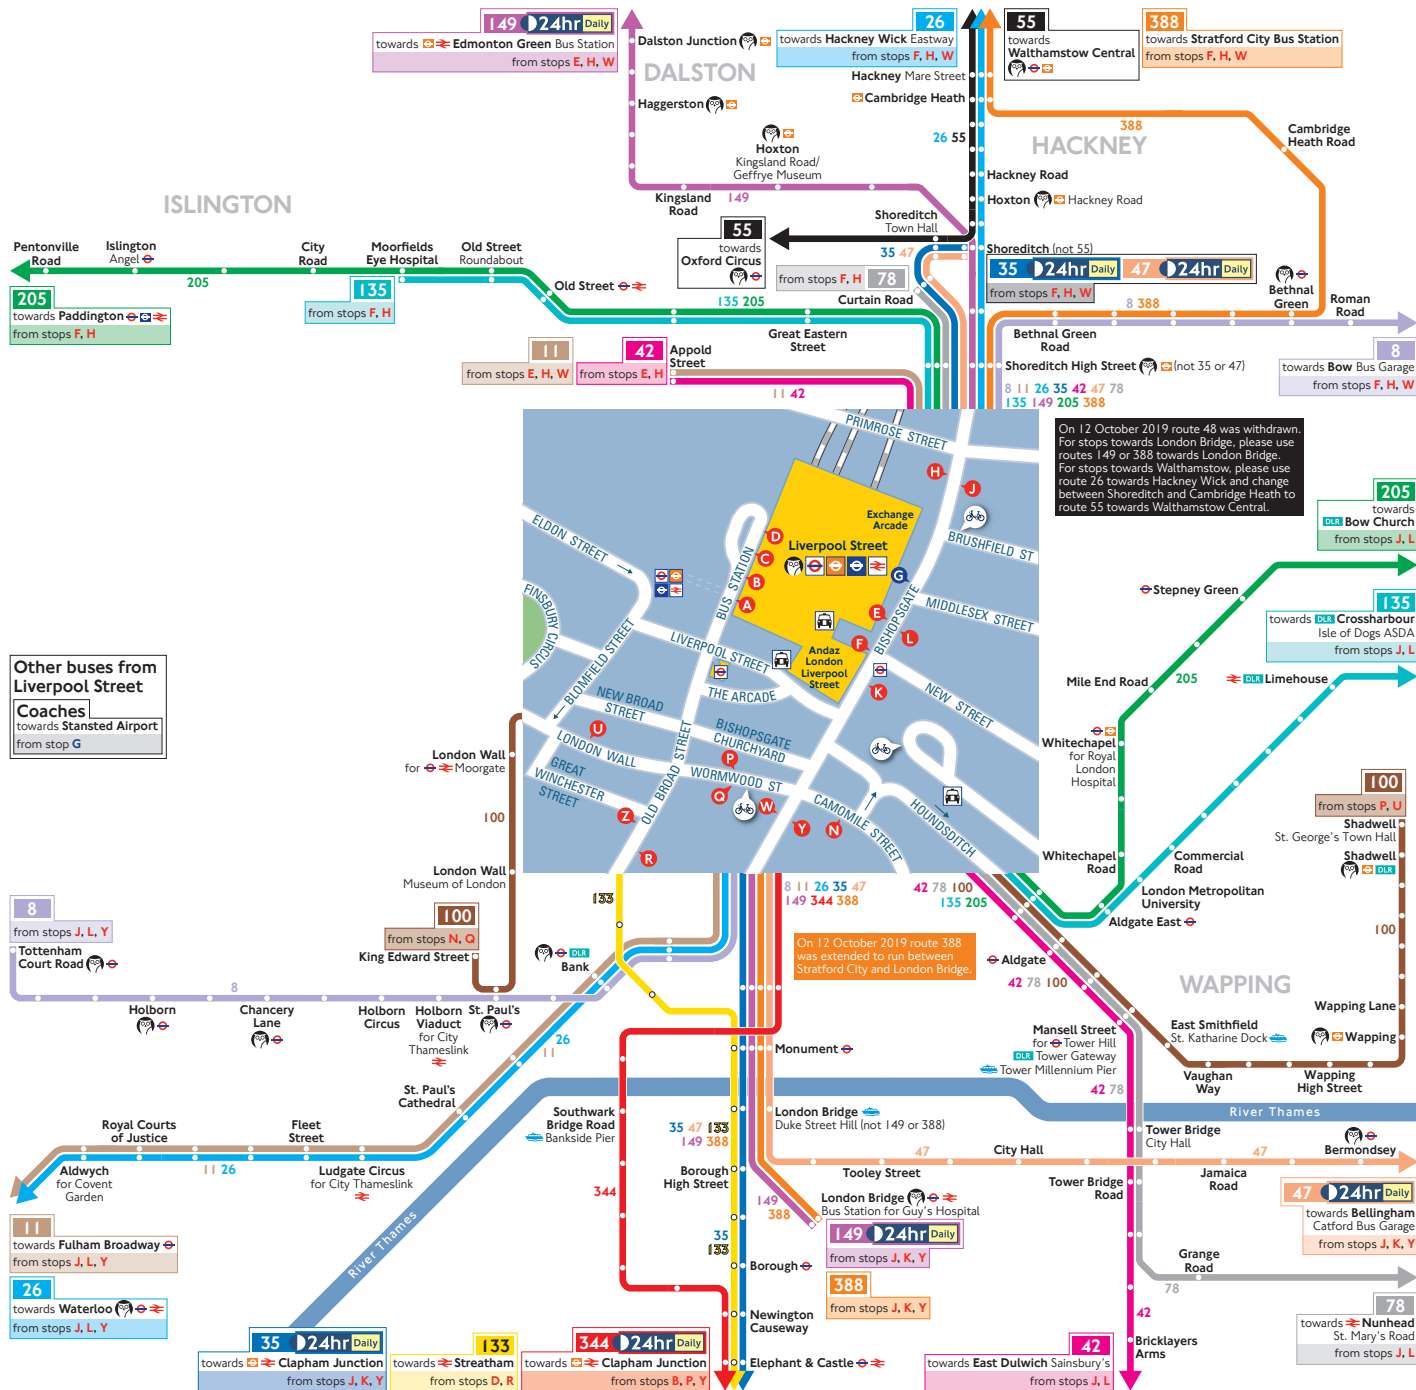 149 24hr Daily
towards Edmonton Green Bus Station
from stops E, H, W
Dalston Junction
DALSTON
Haggerston
Hoxton
Kingsland Road/
Geffrye Museum
Kingsland
Road
149
26
towards Hackney Wick Eastway
from stops F, H, W
Hackney Mare Street
Cambridge Heath
26 55
55
towards
Walthamstow Central
388
towards Stratford City Bus Station
from stops F, H, W
388
HACKNEY
Cambridge
Heath Road
Hackney Road
Hoxton Hackney Road
ISLINGTON
Pentonville
Road
Islington
Angel
City
Road
Moorfields
Eye Hospital
Old Street
Roundabout
205
205
towards Paddington
from stops F, H
135
from stops F, H
Old Street
Shoreditch
Town Hall
55
towards
Oxford Circus
35 47
from stops F, H
78
Curtain Road
135 205
Great Eastern
Street
Shoreditch (not 55)
35 24hr Daily
47 24hr Daily
from stops F, H, W
Bethnal
Green
Roman
Road
8 388
Bethnal Green
Road
8
towards Bow Bus Garage
from stops F, H, W
Shoreditch High Street (not 35 or 47)
8 11 26 35 42 47 78
135 149 205 388
11
from stops E, H, W
42
from stops E, H
Appold
Street
11 42
On 12 October 2019 route 48 was withdrawn.
For stops towards London Bridge, please use
routes 149 or 388 towards London Bridge.
For stops towards Walthamstow, please use
route 26 towards Hackney Wick and change
between Shoreditch and Cambridge Heath to
route 55 towards Walthamstow Central.
PRIMROSE STREET
H
J
Exchange
Arcade
Liverpool Street
D
C
B
A
G
E
L
F
K
BRUSHFIELD ST
ELDON STREET
BUS STATION
BISHOPSGATE
MIDDLESEX STREET
FINSBURY CIRCUS
BLOMFIELD STREET
LIVERPOOL STREET
Andaz
London
Liverpool
Street
THE ARCADE
NEW STREET
NEW BROAD
STREET
BISHOPSGATE
CHURCHYARD
U
LONDON WALL
P
WORMWOOD ST
GREAT
WINCHESTER
STREET
OLD BROAD STREET
Q
W
Y
N
Z
R
CAMOMILE STREET
HOUNDSDITCH
205
towards
DLR Bow Church
from stops J, L
Stepney Green
135
towards DLR Crossharbour
Isle of Dogs ASDA
from stops J, L
Mile End Road
205
DLR Limehouse
Whitechapel
for Royal
London
Hospital
Whitechapel
Road
Commercial
Road
London Metropolitan
University
Aldgate East
Other buses from
Liverpool Street
Coaches
towards Stansted Airport
from stop G
London Wall
for Moorgate
100
London Wall
Museum of London
100
from stops N, Q
King Edward Street
8
from stops J, L, Y
Tottenham
Court Road
8
Holborn
Chancery
Lane
Holborn
Circus
Holborn
Viaduct
for City
Thameslink
St. Paul's
133
DLR
Bank
8 11 26 35 47
149 344 388
42 78 100
135 205
On 12 October 2019 route 388
was extended to run between
Stratford City and London Bridge.
Aldgate
42 78 100
100
from stops P, U
Shadwell
St. George's Town Hall
Shadwell
DLR
100
WAPPING
Wapping Lane
Wapping
East Smithfield
St. Katharine Dock
Vaughan
Way
Wapping
High Street
Mansell Street
for Tower Hill
DLR Tower Gateway
Tower Millennium Pier
42 78
River Thames
26
11
St. Paul's
Cathedral
Royal Courts
of Justice
Fleet
Street
Aldwych
for Covent
Garden
11 26
Ludgate Circus
for City Thameslink
11
towards Fulham Broadway
from stops J, L, Y
26
towards Waterloo
from stops J, L, Y
River Thames
Monument
Southwark
Bridge Road
Bankside Pier
London Bridge
Duke Street Hill (not 149 or 388)
35 47 133
149 388
Borough
High Street
344
Tooley Street
47
City Hall
Tower Bridge
City Hall
Tower Bridge
Road
47
Jamaica
Road
Bermondsey
149
388
London Bridge
Bus Station for Guy's Hospital
149 24hr Daily
from stops J, K, Y
388
from stops J, K, Y
35
133
Borough
Newington
Causeway
Elephant & Castle
47 24hr Daily
towards Bellingham
Catford Bus Garage
from stops J, K, Y
Grange
Road
78
78
towards Nunhead
St. Mary's Road
from stops J, L
42
Bricklayers
Arms
42
towards East Dulwich Sainsbury's
from stops J, L
35 24hr Daily
towards Clapham Junction
from stops J, K, Y
133
towards Streatham
from stops D, R
344 24hr Daily
towards Clapham Junction
from stops B, P, Y